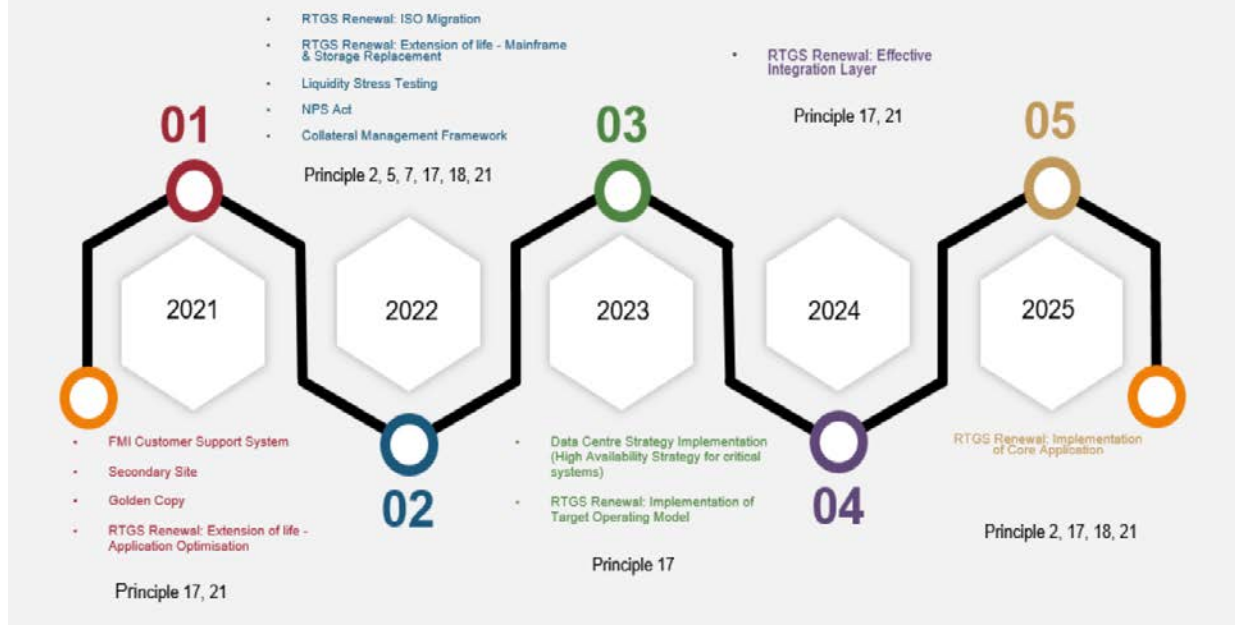 • RTGS Renewal: ISO Migration
• RTGS Renewal: Extension of life - Mainframe
& Storage Replacement
• Liquidity Stress Testing
• NPS Act
• Collateral Management Framework
Principle 2, 5, 7, 17, 18, 21
• RTGS Renewal: Effective
Integration Layer
Principle 17, 21
01
03
05
2021
2022
2023
2024
2025
• FMI Customer Support System
• Secondary Site
• Golden Copy
• RTGS Renewal: Extension of life -
Application Optimisation
Principle 17, 21
02
• Data Centre Strategy Implementation
(High Availability Strategy for critical
systems)
• RTGS Renewal: Implementation of
Target Operating Model
Principle 17
04
RTGS Renewal: Implementation
of Core Application
Principle 2, 17, 18, 21